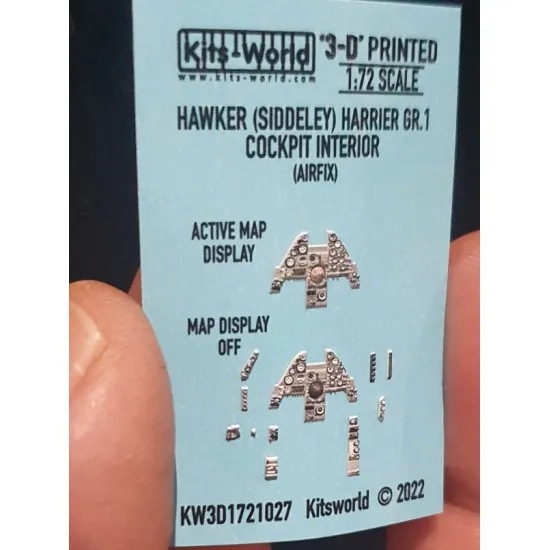 Kits-World
www.kits-world.com
"3-D" PRINTED
1:72 SCALE
HAWKER (SIDDELEY) HARRIER GR.1
COCKPIT INTERIOR
(AIRFIX)
ACTIVE MAP
DISPLAY
MAP DISPLAY
OFF
KW3D1721027 Kitsworld © 2022